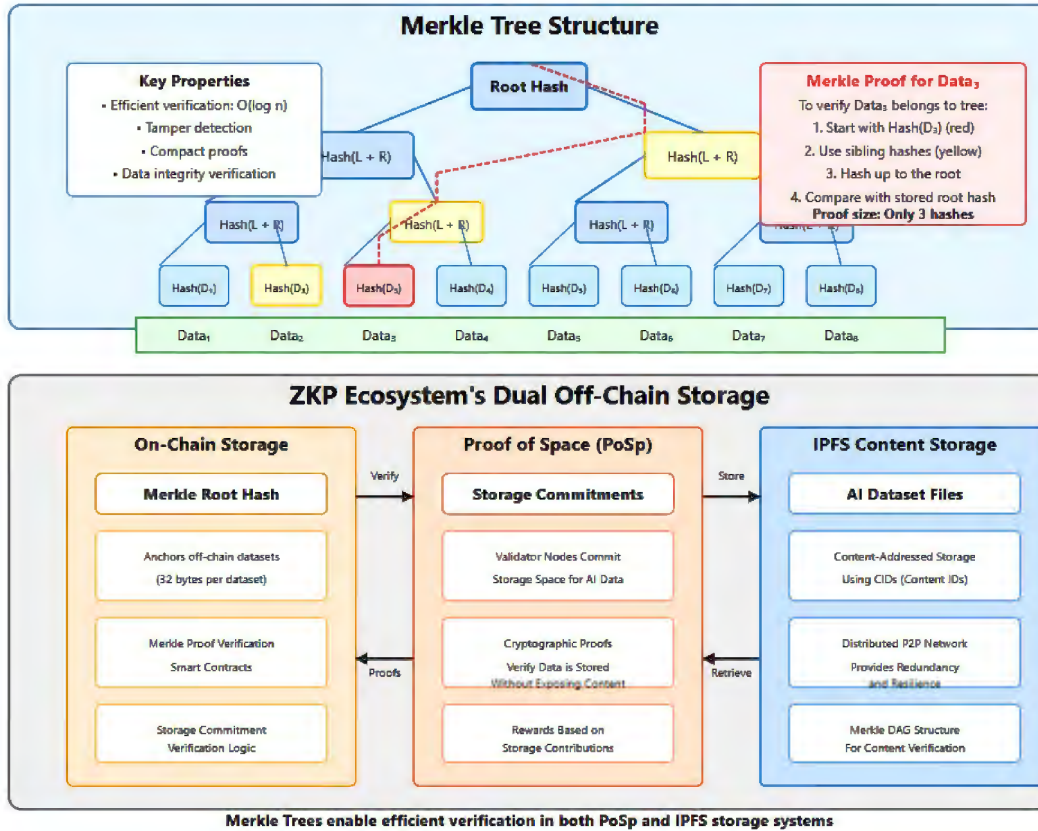 Merkle Tree Structure
Key Properties
• Efficient verification: O(log n)
• Tamper detection
• Compact proofs
• Data integrity verification
Root Hash
Merkle Proof for Data₃
To verify Data₃ belongs to tree:
1. Start with Hash(D₃) (red)
2. Use sibling hashes (yellow)
3. Hash up to the root
4. Compare with stored root hash
Proof size: Only 3 hashes
Hash(L + R)
Hash(L + R)
Hash(L + R)
Hash(L + R)
Hash(L + R)
Hash(L + R)
Hash(D₁)
Hash(D₂)
Hash(D₃)
Hash(D₄)
Hash(D₅)
Hash(D₆)
Hash(D₇)
Hash(D₈)
Data₁
Data₂
Data₃
Data₄
Data₅
Data₆
Data₇
Data₈
ZKP Ecosystem's Dual Off-Chain Storage
On-Chain Storage
Merkle Root Hash
Anchors off-chain datasets
(32 bytes per dataset)
Merkle Proof Verification
Smart Contracts
Storage Commitment
Verification Logic
Verify
Proofs
Proof of Space (PoSp)
Storage Commitments
Validator Nodes Commit
Storage Space for AI Data
Cryptographic Proofs
Verify Data is Stored
Without Exposing Content
Rewards Based on
Storage Contributions
Store
Retrieve
IPFS Content Storage
AI Dataset Files
Content-Addressed Storage
Using CIDs (Content IDs)
Distributed P2P Network
Provides Redundancy
and Resilience
Merkle DAG Structure
For Content Verification
Merkle Trees enable efficient verification in both PoSp and IPFS storage systems